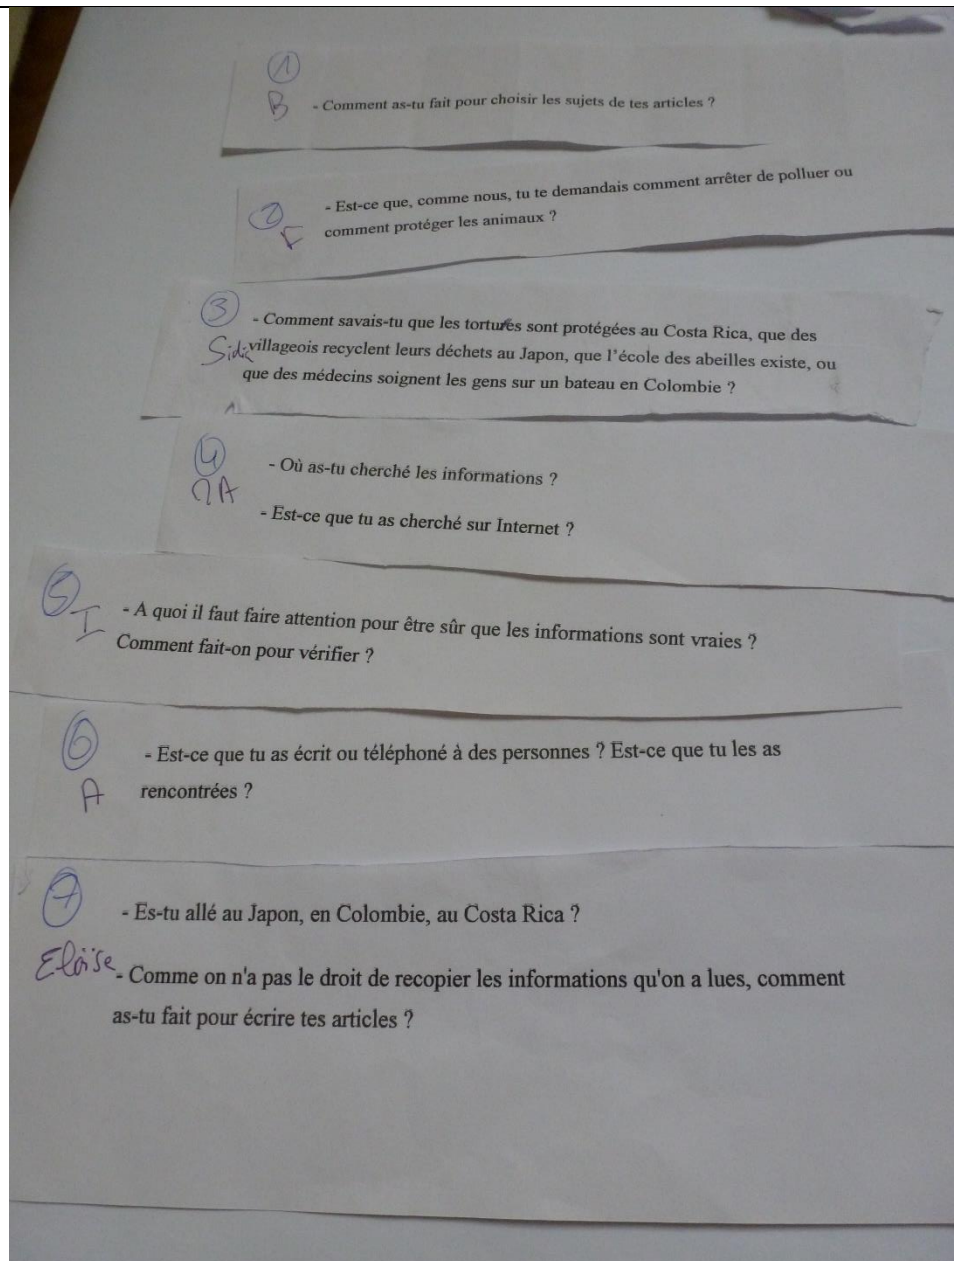 1
B - Comment as-tu fait pour choisir les sujets de tes articles ?
2 - Est-ce que, comme nous, tu te demandais comment arrêter de polluer ou
comment protéger les animaux ?
3 - Comment savais-tu que les tortures sont protégées au Costa Rica, que des
villageois recyclent leurs déchets au Japon, que l'école des abeilles existe, ou
que des médecins soignent les gens sur un bateau en Colombie ?
4 - Où as-tu cherché les informations ?
- Est-ce que tu as cherché sur Internet ?
5
I - A quoi il faut faire attention pour être sûr que les informations sont vraies ?
Comment fait-on pour vérifier ?
6 - Est-ce que tu as écrit ou téléphoné à des personnes ? Est-ce que tu les as
A rencontrées ?
7 - Es-tu allé au Japon, en Colombie, au Costa Rica ?
Eloïse - Comme on n'a pas le droit de recopier les informations qu'on a lues, comment
as-tu fait pour écrire tes articles ?